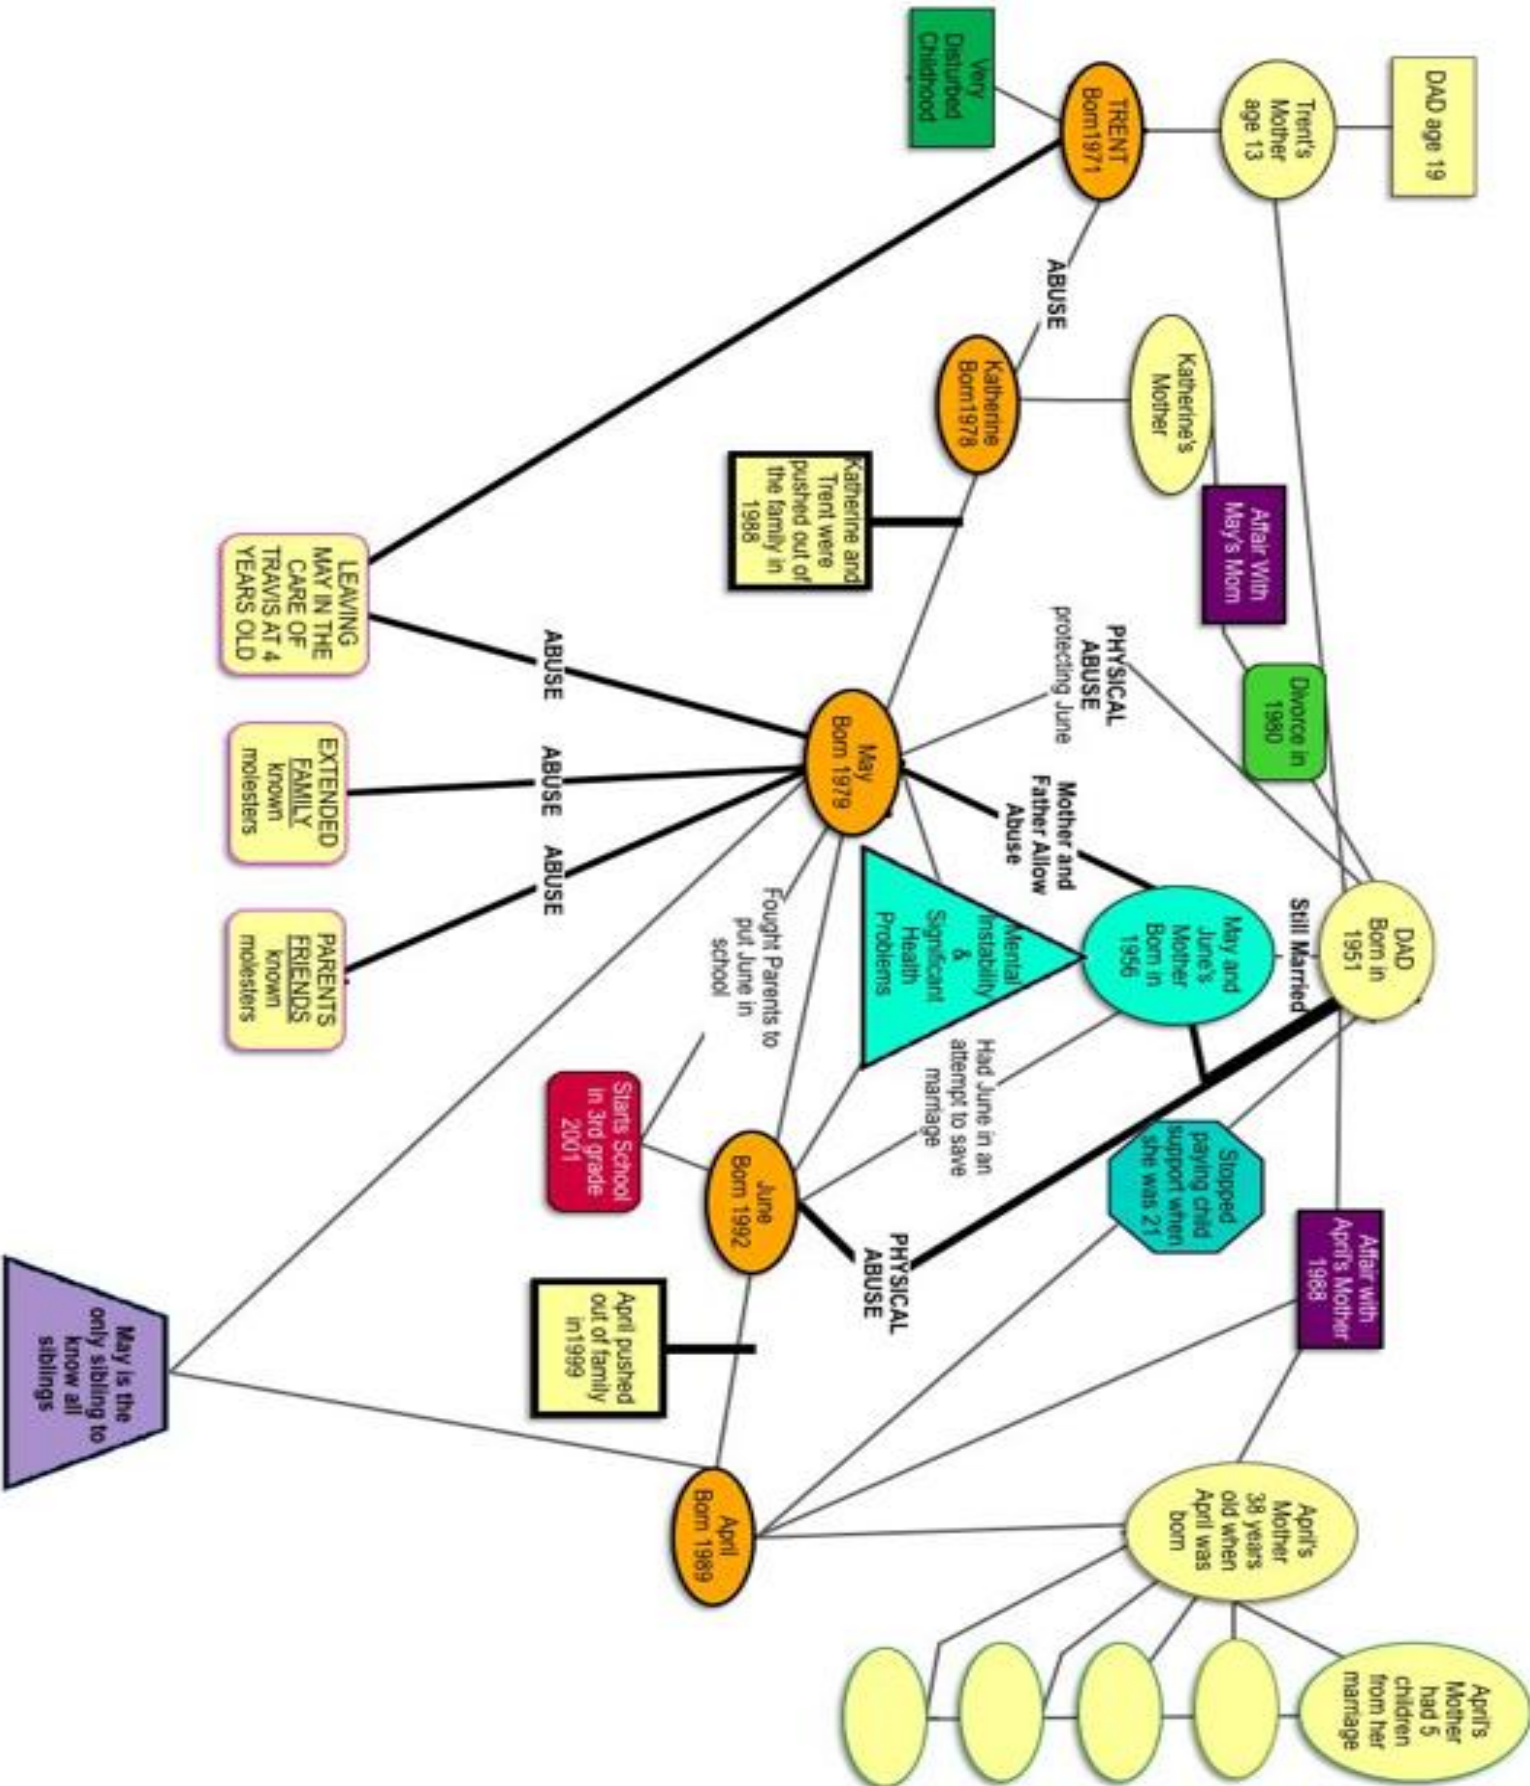 DAD age 19
Trent's
Mother
age 13
TRENT
Born1971
Very
Disturbed
Childhood
ABUSE
Katherine's
Mother
Katherine
Born1978
Katherine and
Trent were
pushed out of
the family in
1988
Affair With
May's Mom
Divorce in
1980
PHYSICAL
ABUSE
protecting June
LEAVING
MAY IN THE
CARE OF
TRAVIS AT 4
YEARS OLD
ABUSE
EXTENDED
FAMILY
known
molesters
ABUSE
PARENTS
FRIENDS
known
molesters
ABUSE
May
Born 1979
Mother and
Father Allow
Abuse
DAD
Born in
1951
Still Married
May and
June's
Mother
Born in
1956
Mental
Instability
&
Significant
Health
Problems
Fought Parents to
put June in
school
Had June in an
attempt to save
marriage
Starts School
in 3rd grade
2001
June
Born 1992
PHYSICAL
ABUSE
Stopped
paying child
support when
she was 21
Affair with
April's Mother
1988
April pushed
out of family
in1999
April
Born 1989
April's
Mother
38 years
old when
April was
born
April's
Mother
had 5
children
from her
marriage
May is the
only sibling to
know all
siblings